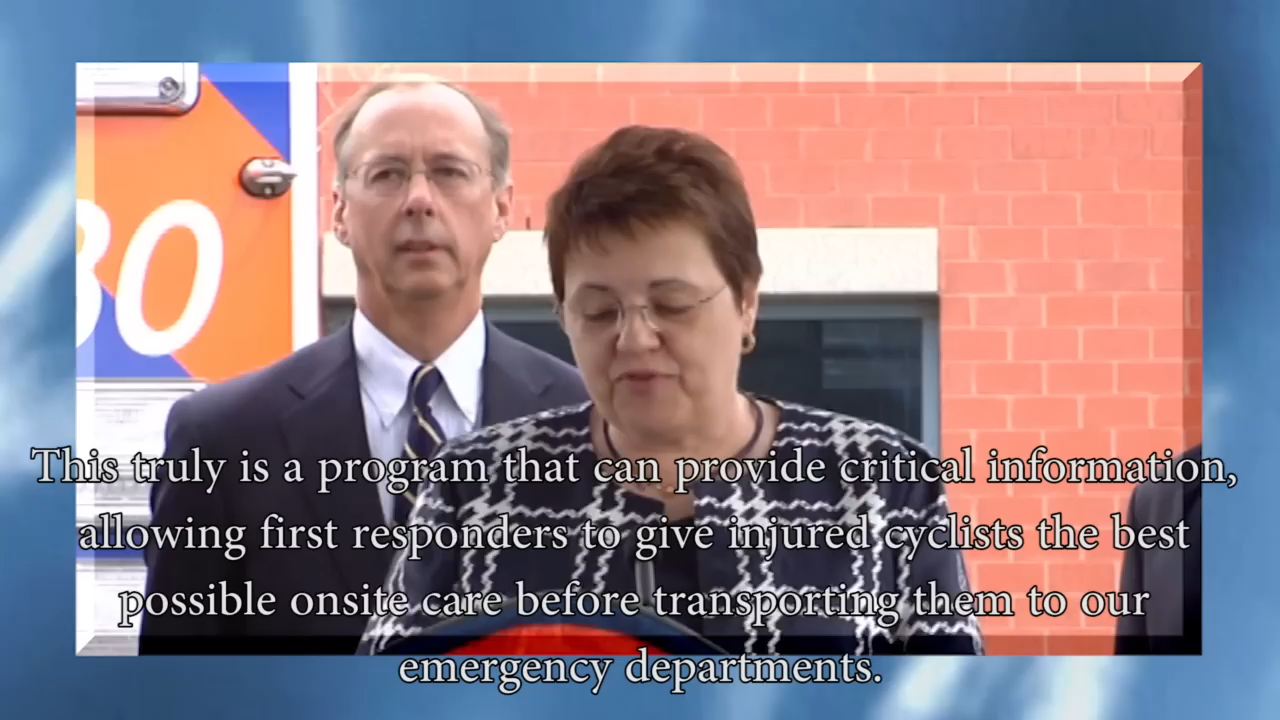 30
This truly is a program that can provide critical information,
allowing first responders to give injured cyclists the best
possible onsite care before transporting them to our
emergency departments.